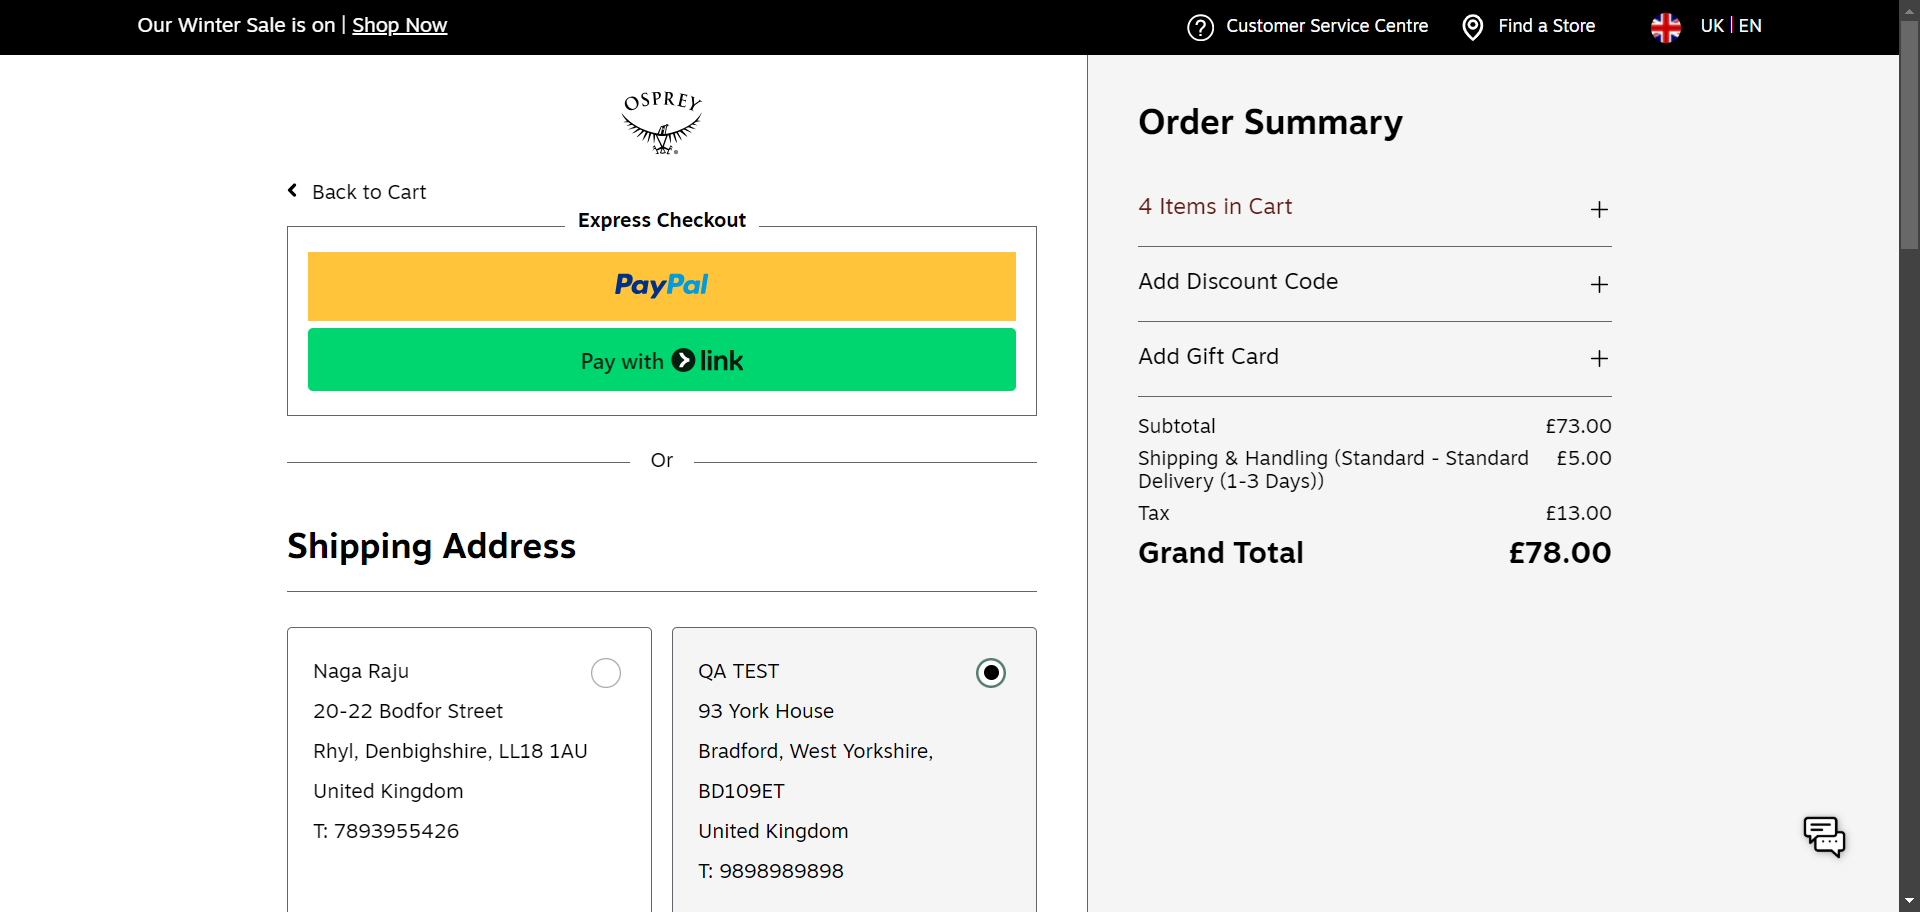 Our Winter Sale is on | Shop Now
Customer Service Centre
Find a Store
UK | EN
OSPREY
Back to Cart
Express Checkout
PayPal
Pay with link
Or
Shipping Address
Naga Raju
20-22 Bodfor Street
Rhyl, Denbighshire, LL18 1AU
United Kingdom
T: 7893955426
QA TEST
93 York House
Bradford, West Yorkshire,
BD109ET
United Kingdom
T: 9898989898
Order Summary
4 Items in Cart
Add Discount Code
Add Gift Card
Subtotal £73.00
Shipping & Handling (Standard - Standard £5.00
Delivery (1-3 Days))
Tax £13.00
Grand Total £78.00